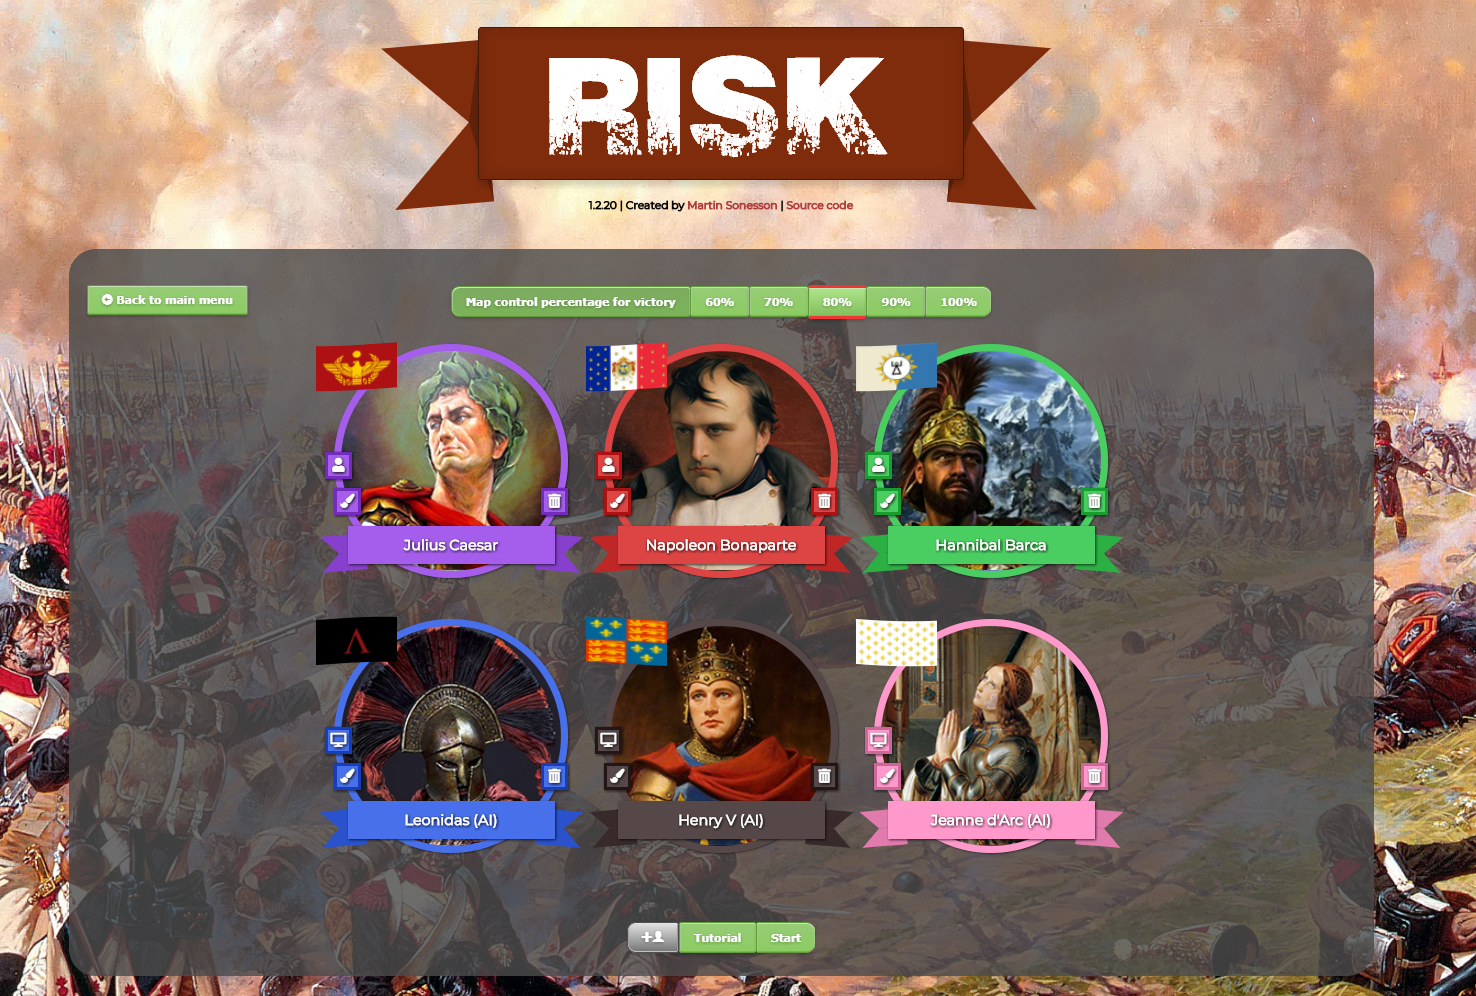 RISK
1.2.20 | Created by Martin Sonesson | Source code
Back to main menu
Map control percentage for victory 60% 70% 80% 90% 100%
Julius Caesar
Napoleon Bonaparte
Hannibal Barca
Leonidas (AI)
Henry V (AI)
Jeanne d'Arc (AI)
Tutorial
Start